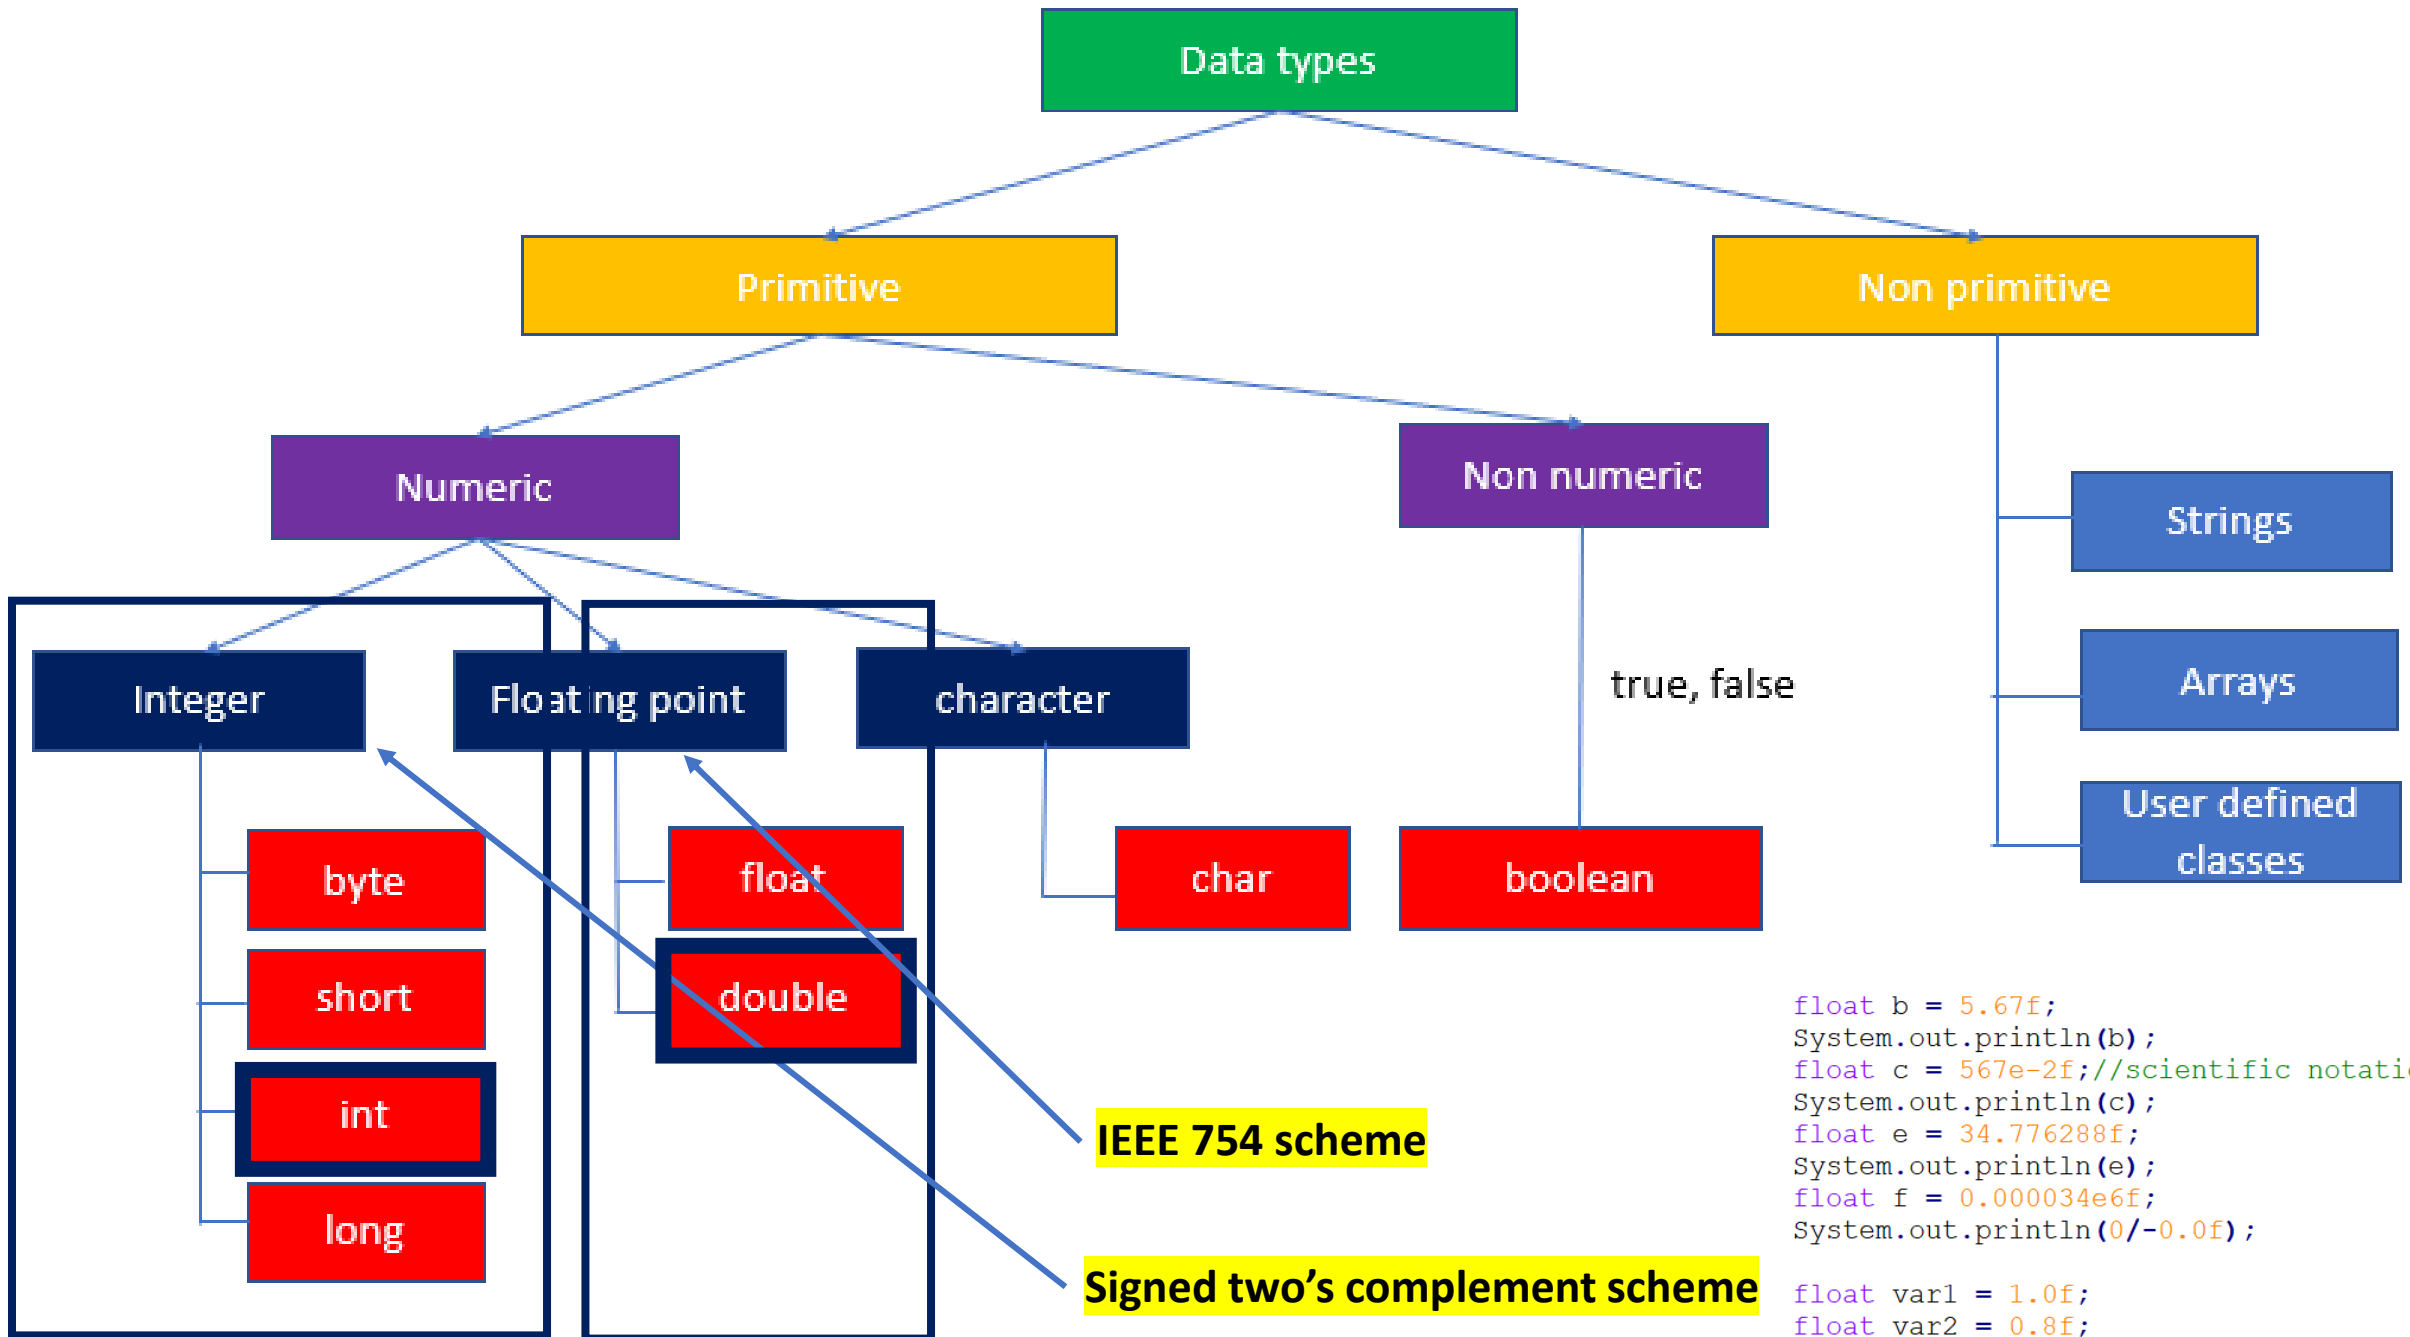 Data types
Primitive
Non primitive
Numeric
Non numeric
Strings
Integer
Floating point
character
true, false
Arrays
User defined
classes
byte
float
char
boolean
short
double
int
long
IEEE 754 scheme
Signed two’s complement scheme
float b = 5.67f;
System.out.println(b);
float c = 567e-2f;//scientific
System.out.println(c);
float e = 34.776288f;
System.out.println(e);
float f = 0.000034e6f;
System.out.println(0/-0.0f);
float var1 = 1.0f;
float var2 = 0.8f;